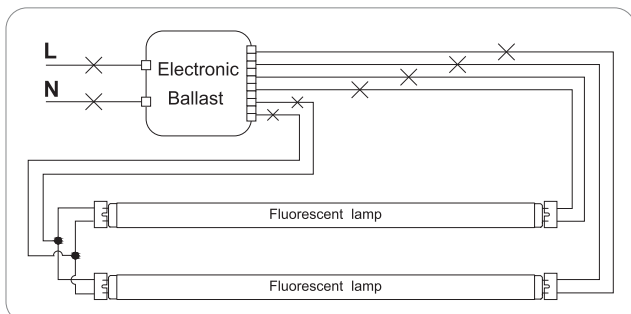 L
N
Electronic
Ballast
Fluorescent lamp
Fluorescent lamp